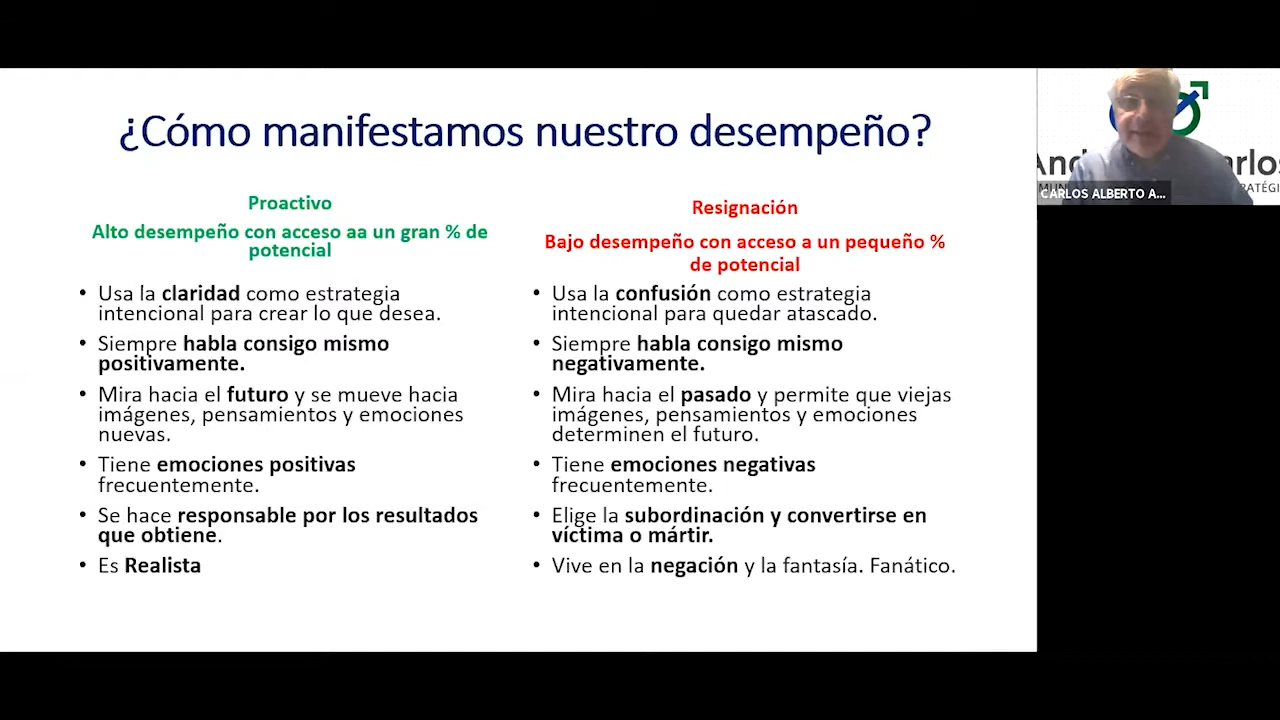 ¿Cómo manifestamos nuestro desempeño?
Proactivo
Alto desempeño con acceso aa un gran % de
potencial
• Usa la claridad como estrategia
intencional para crear lo que desea.
• Siempre habla consigo mismo
positivamente.
• Mira hacia el futuro y se mueve hacia
imágenes, pensamientos y emociones
nuevas.
• Tiene emociones positivas
frecuentemente.
• Se hace responsable por los resultados
que obtiene.
• Es Realista
Resignación
Bajo desempeño con acceso a un pequeño %
de potencial
• Usa la confusión como estrategia
intencional para quedar atascado.
• Siempre habla consigo mismo
negativamente.
• Mira hacia el pasado y permite que viejas
imágenes, pensamientos y emociones
determinen el futuro.
• Tiene emociones negativas
frecuentemente.
• Elige la subordinación y convertirse en
víctima o mártir.
• Vive en la negación y la fantasía. Fanático.
CARLOS ALBERTO A...